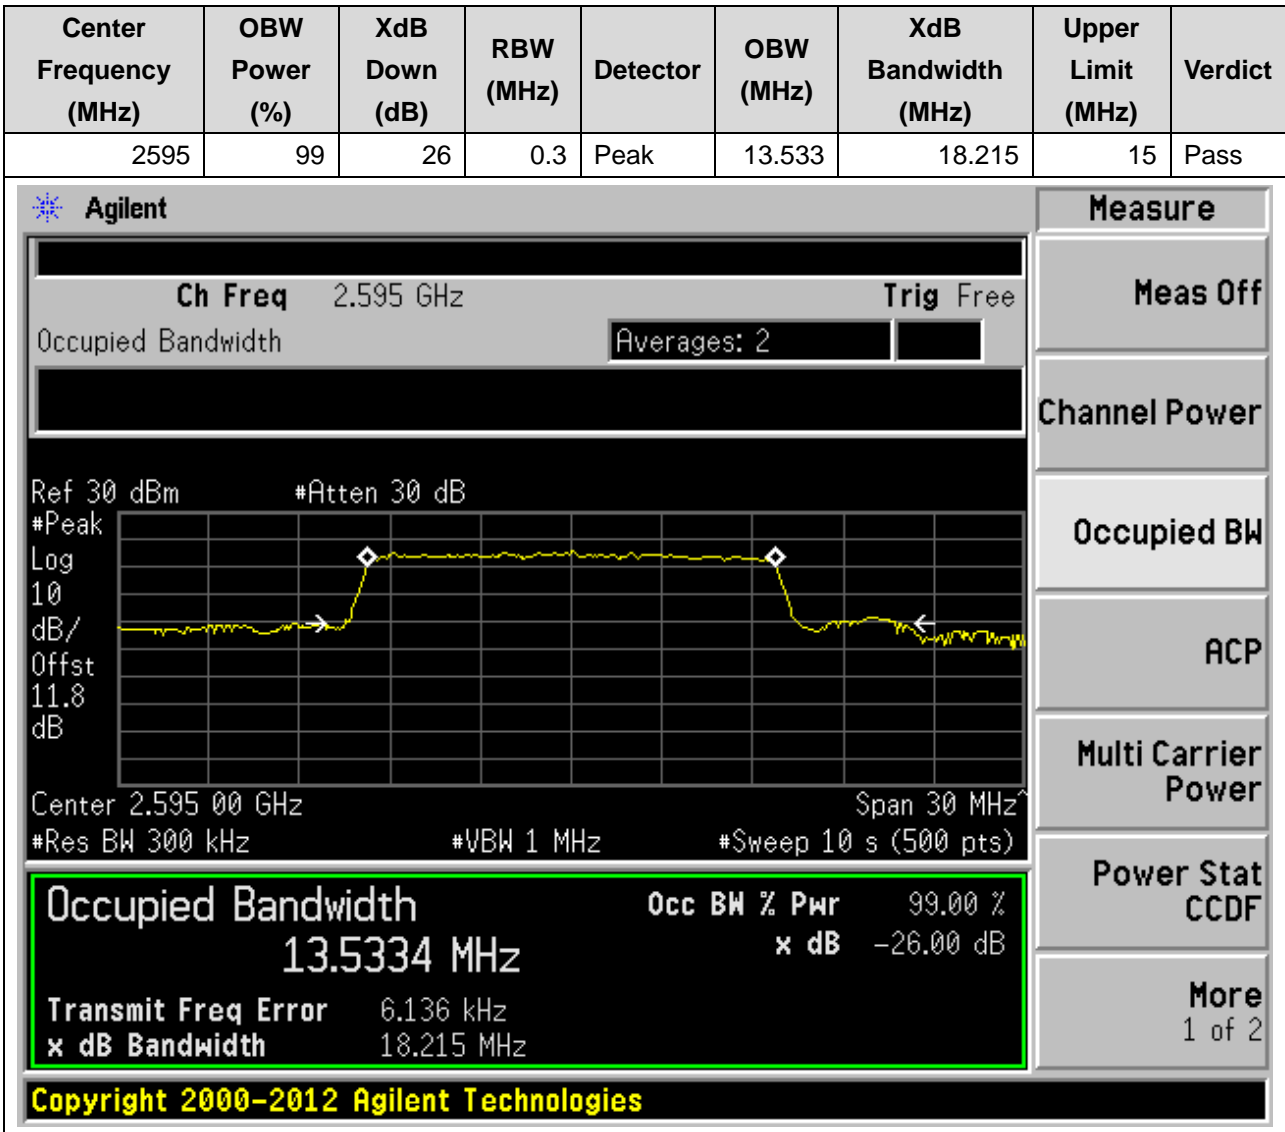 Center Frequency (MHz) OBW Power (%) XdB Down (dB) RBW (MHz) Detector OBW (MHz) XdB Bandwidth (MHz) Upper Limit (MHz) Verdict
2595 99 26 0.3 Peak 13.533 18.215 15 Pass
Agilent
Measure
Ch Freq 2.595 GHz Trig Free
Meas Off
Occupied Bandwidth Averages: 2
Channel Power
Ref 30 dBm #Atten 30 dB
#Peak
Log
10
dB/
Offst
11.8
dB
Occupied BW
ACP
Multi Carrier
Power
Center 2.595 00 GHz Span 30 MHz^
#Res BW 300 kHz #VBW 1 MHz #Sweep 10 s (500 pts)
Power Stat
CCDF
Occupied Bandwidth
13.5334 MHz
Occ BW % Pwr 99.00 %
x dB -26.00 dB
Transmit Freq Error 6.136 kHz
x dB Bandwidth 18.215 MHz
More
1 of 2
Copyright 2000-2012 Agilent Technologies